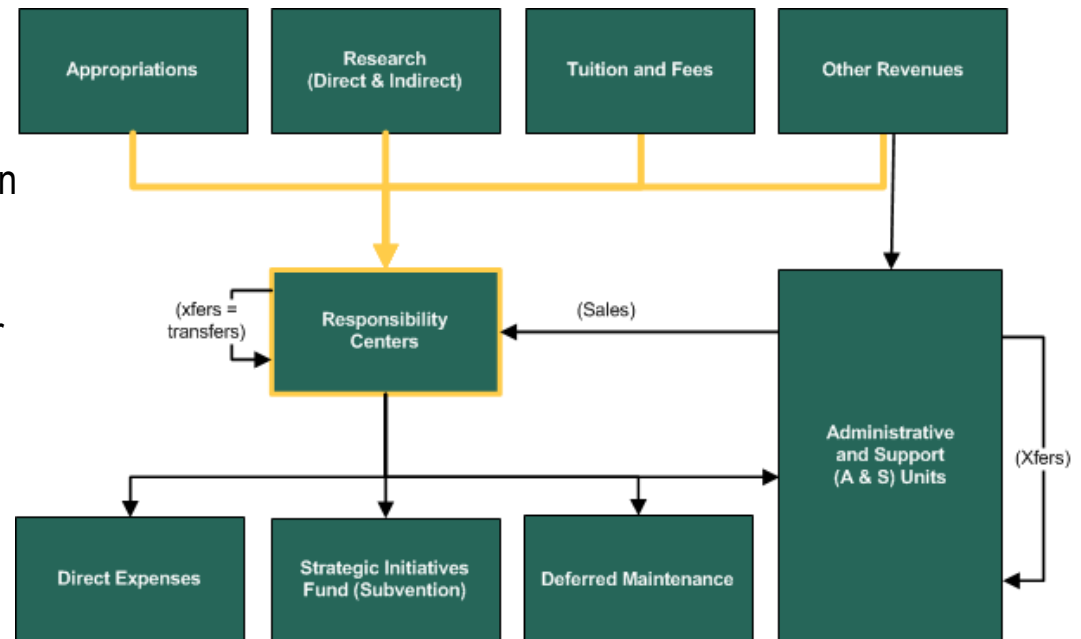 Appropriations
Research
(Direct & Indirect)
Tuition and Fees
Other Revenues
n
(xfers =
transfers)
Responsibility
Centers
(Sales)
Administrative
and Support
(A & S) Units
(Xfers)
Direct Expenses
Strategic Initiatives
Fund (Subvention)
Deferred Maintenance